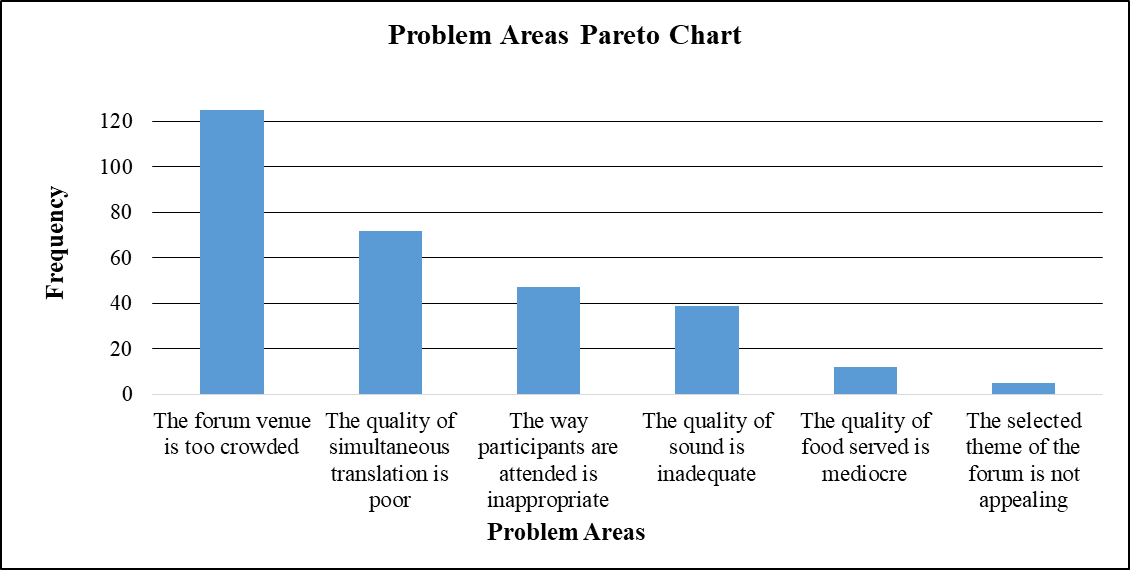 Problem Areas Pareto Chart
Frequency
120
100
80
60
40
20
0
The forum venue
is too crowded
The quality of
simultaneous
translation is
poor
The way
participants are
attended is
inappropriate
The quality of
sound is
inadequate
The quality of
food served is
mediocre
The selected
theme of the
forum is not
appealing
Problem Areas